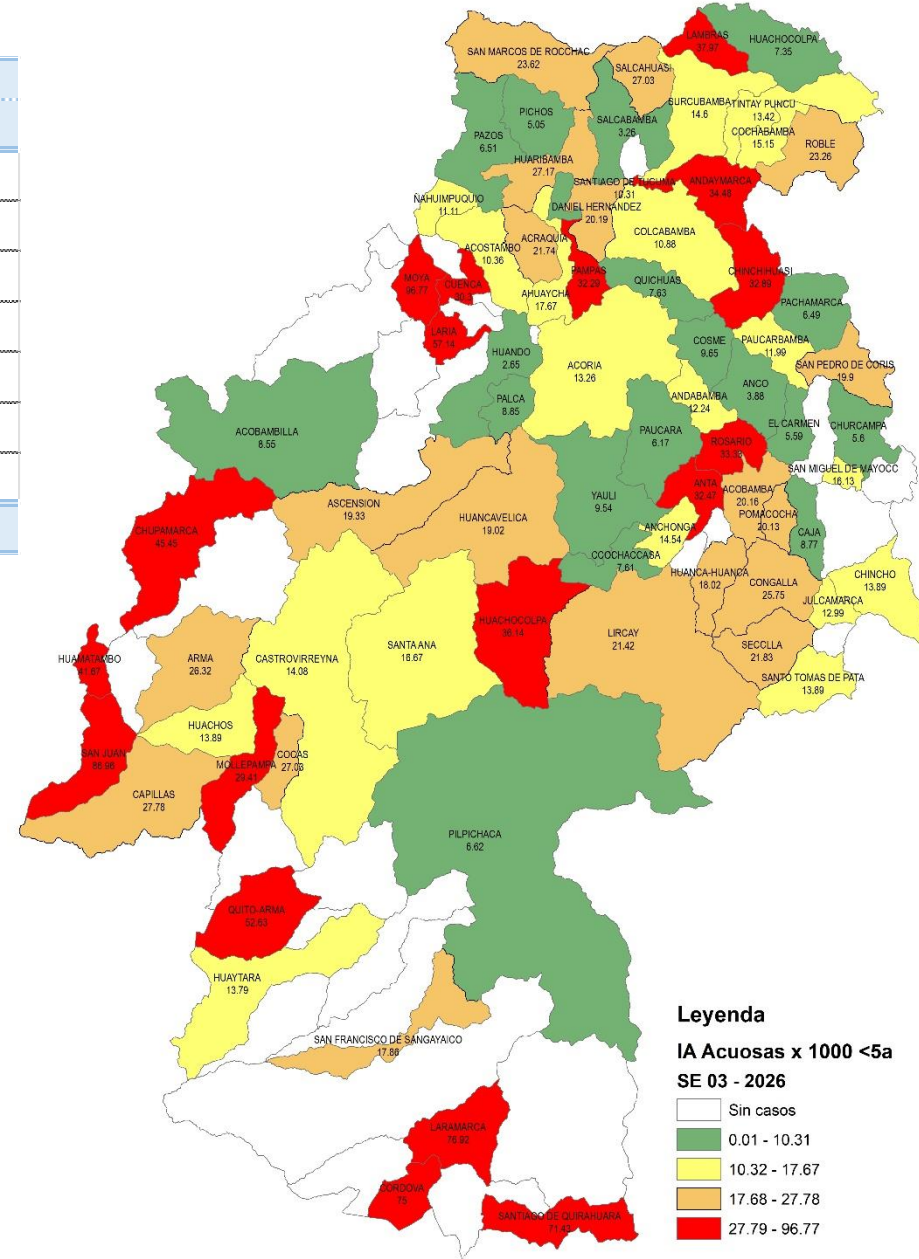 LAMBRAS
37.97
HUACHOCOLPA
7.35
SAN MARCOS DE ROCCHAC
23.62
SALCAHUASI
27.03
SURCUBAMBA
14.6
TINTAY PUNCU
13.42
PICHOS
5.05
SALCABAMBA
3.26
COCHABAMBA
15.15
PAZOS
6.51
ROBLE
23.26
HUARIBAMBA
27.17
SANTIAGO DE TUCUMA
10.31
ANDAYMARCA
34.48
ÑAHUIMPUQUIO
11.11
DANIEL HERNANDEZ
20.19
COLCABAMBA
10.88
ACRAQUIA
21.74
ACOSTAMBO
10.36
MOYA
96.77
CUENCA
PAMPAS
32.29
QUICHUAS
7.63
CHINCHIHUASI
32.89
AHUAYCHA
17.67
PACHAMARCA
6.49
LARIA
57.14
HUANDO
2.65
COSME
9.65
PAUCARBAMBA
11.99
ACORIA
13.26
SAN PEDRO DE CORIS
19.9
ANCO
3.88
PALCA
8.85
ANDABAMBA
12.24
ACOBAMBILLA
8.55
PAUCARA
6.17
EL CARMEN
5.59
CHURCAMPA
5.6
ROSARIO
33.33
SAN MIGUEL DE MAYOCC
16.13
ANTA
32.47
ACOBAMBA
20.16
ASCENSION
19.33
YAULI
9.54
HUANCAVELICA
19.02
POMACOCHA
20.13
CHUPAMARCA
45.45
ANCHONGA
14.54
CAJA
8.77
CCOCHACCASA
7.61
HUANCA-HUANCA
18.02
CONGALLA
25.75
CHINCHO
13.89
JULCAMARCA
12.99
HUACHOCOLPA
36.14
LIRCAY
21.42
SECCLLA
21.83
SANTA ANA
16.67
HUAMATAMBO
41.67
ARMA
26.32
CASTROVIRREYNA
14.08
SANTO TOMAS DE PATA
13.89
HUACHOS
13.89
SAN JUAN
86.96
MOLLEPAMPA
29.41
COCAS
27.03
CAPILLAS
27.78
PILPICHACA
6.62
QUITO-ARMA
52.63
HUAYTARA
13.79
SAN FRANCISCO DE SANGAYAICO
17.86
LARAMARCA
76.92
CORDOVA
75
SANTIAGO DE QUIRAHUARA
71.43
Leyenda
IA Acuosas x 1000 <5a
SE 03 - 2026
Sin casos
0.01 - 10.31
10.32 - 17.67
17.68 - 27.78
27.79 - 96.77